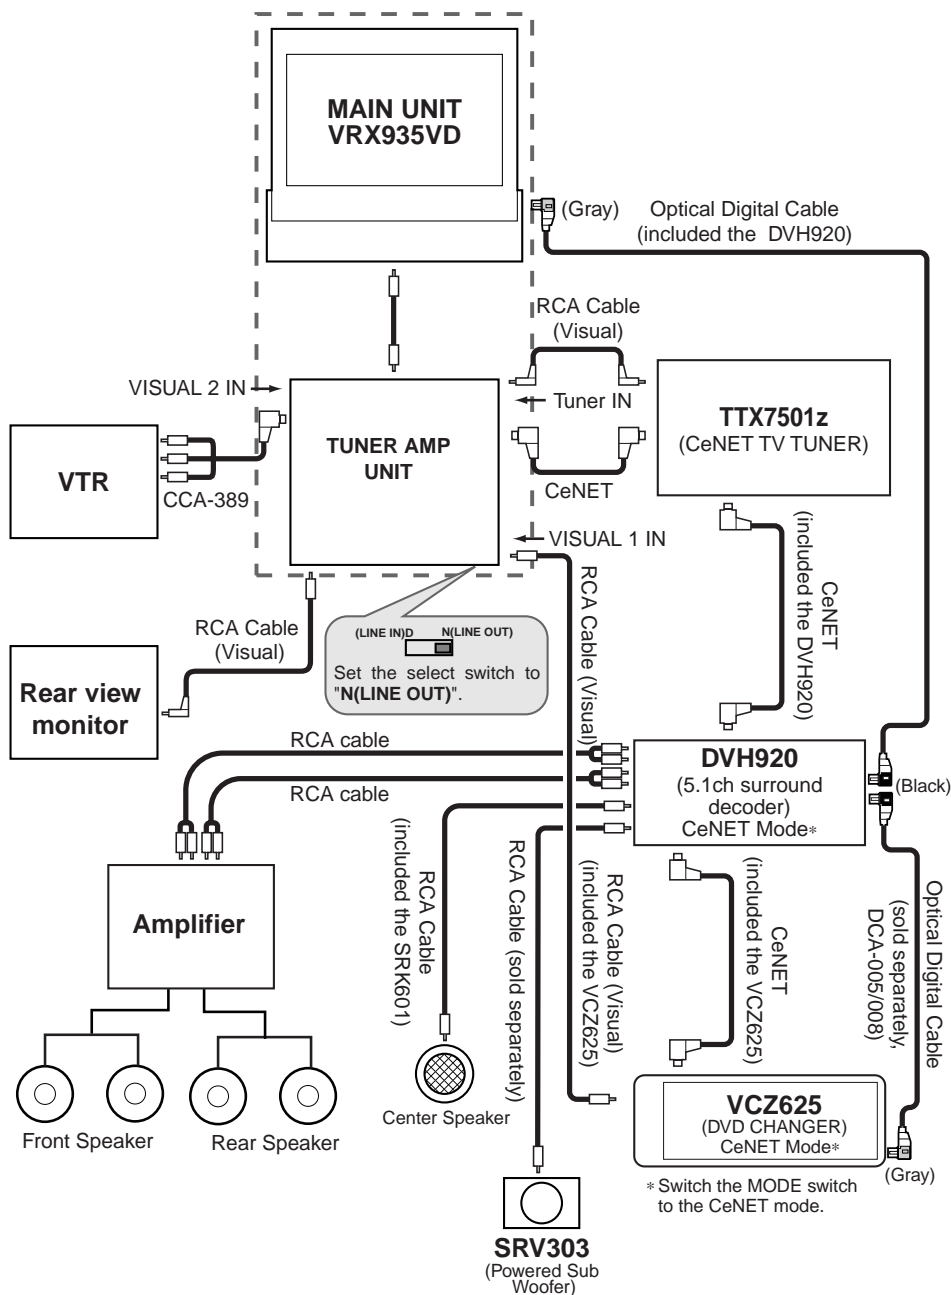 MAIN UNIT
VRX935VD
(Gray)
Optical Digital Cable
(included the DVH920)
RCA Cable
(Visual)
VISUAL 2 IN
Tuner IN
TTX7501z
(CeNET TV TUNER)
TUNER AMP
UNIT
VTR
CCA-389
CeNET
VISUAL 1 IN
CeNET
(included the DVH920)
RCA Cable (Visual)
RCA Cable
(Visual)
(LINE IN)D
N(LINE OUT)
Set the select switch to
"N(LINE OUT)".
Rear view
monitor
RCA cable
RCA cable
DVH920
(5.1ch surround
decoder)
CeNET Mode*
(Black)
Amplifier
RCA Cable
(included the SRK601)
RCA Cable (sold separately)
RCA Cable (Visual)
(included the VCZ625)
CeNET
(included the VCZ625)
Optical Digital Cable
(sold separately,
DCA-005/008)
Front Speaker
Rear Speaker
Center Speaker
VCZ625
(DVD CHANGER)
CeNET Mode*
(Gray)
* Switch the MODE switch
to the CeNET mode.
SRV303
(Powered Sub
Woofer)